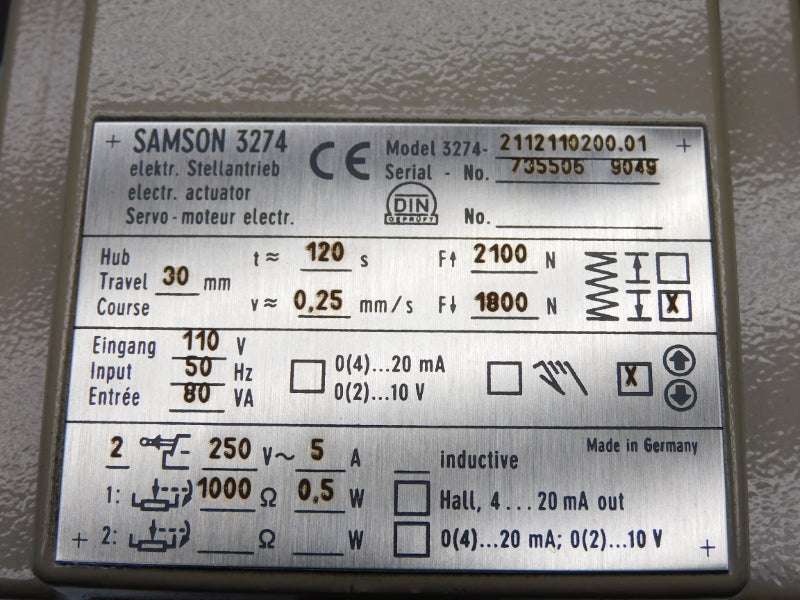 SAMSON 3274
elektr. Stellantrieb
electr. actuator
Servo-moteur electr.
CE
Model 3274- 2112110200.01
Serial - No. 735506 9049
DIN
GEPRÜFT
No.
Hub
Travel 30 mm
Course
t ≈ 120 s
v ≈ 0,25 mm/s
F↑ 2100 N
F↓ 1800 N
X
Eingang 110 V
Input 50 Hz
Entrée 80 VA
0(4)...20 mA
0(2)...10 V
X
2 250 V~ 5 A
1: 1000 Ω 0,5 W
2: Ω W
Made in Germany
inductive
Hall, 4 ... 20 mA out
0(4)...20 mA; 0(2)...10 V